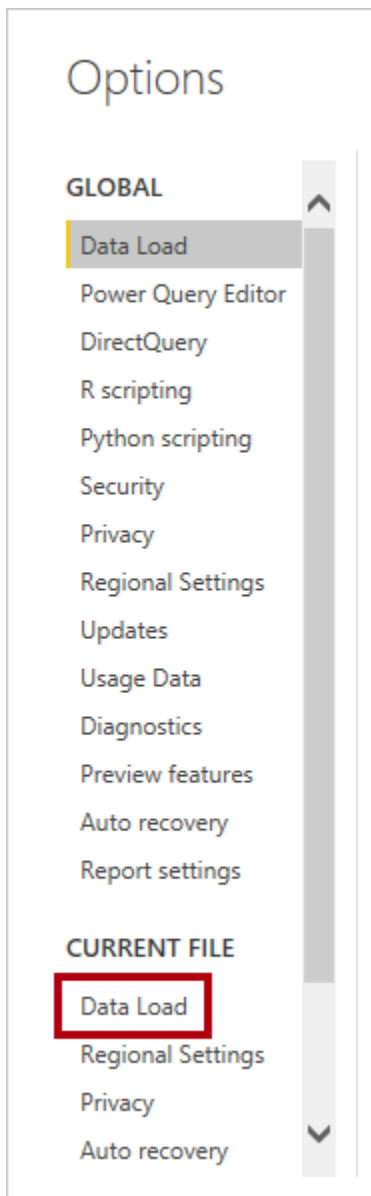 Options
GLOBAL
Data Load
Power Query Editor
DirectQuery
R scripting
Python scripting
Security
Privacy
Regional Settings
Updates
Usage Data
Diagnostics
Preview features
Auto recovery
Report settings
CURRENT FILE
Data Load
Regional Settings
Privacy
Auto recovery